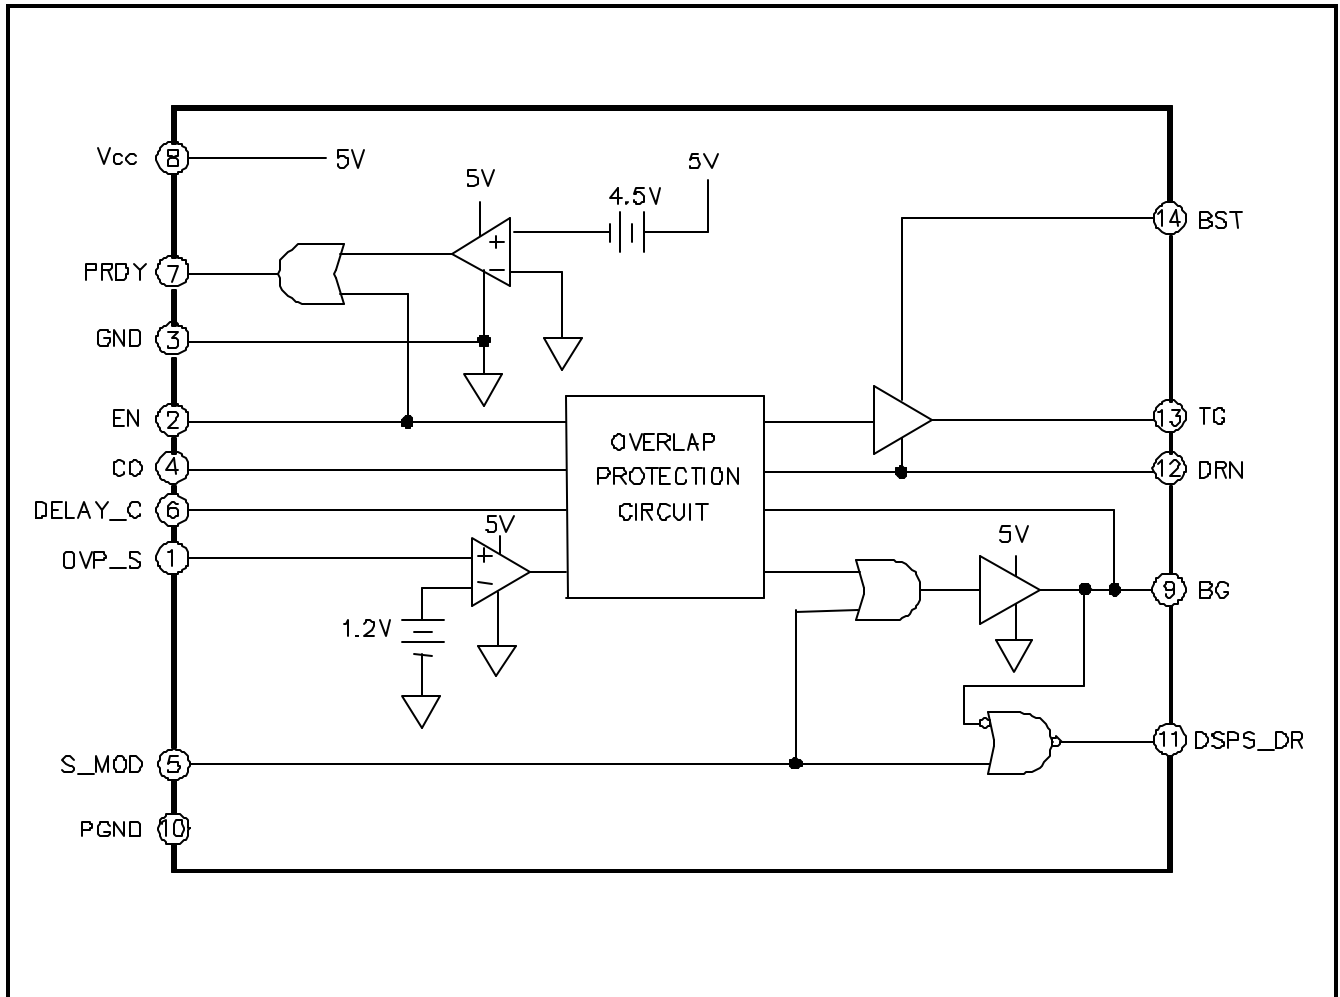 Vcc 8 5V
5V
4.5V
5V
+
−
14 BST
PRDY 7
GND 3
EN 2
13 TG
OVERLAP
PROTECTION
CIRCUIT
CO 4
12 DRN
DELAY_C 6
5V
+
−
OVP_S 1
5V
9 BG
1.2V
11 DSPS_DR
S_MOD 5
PGND 10